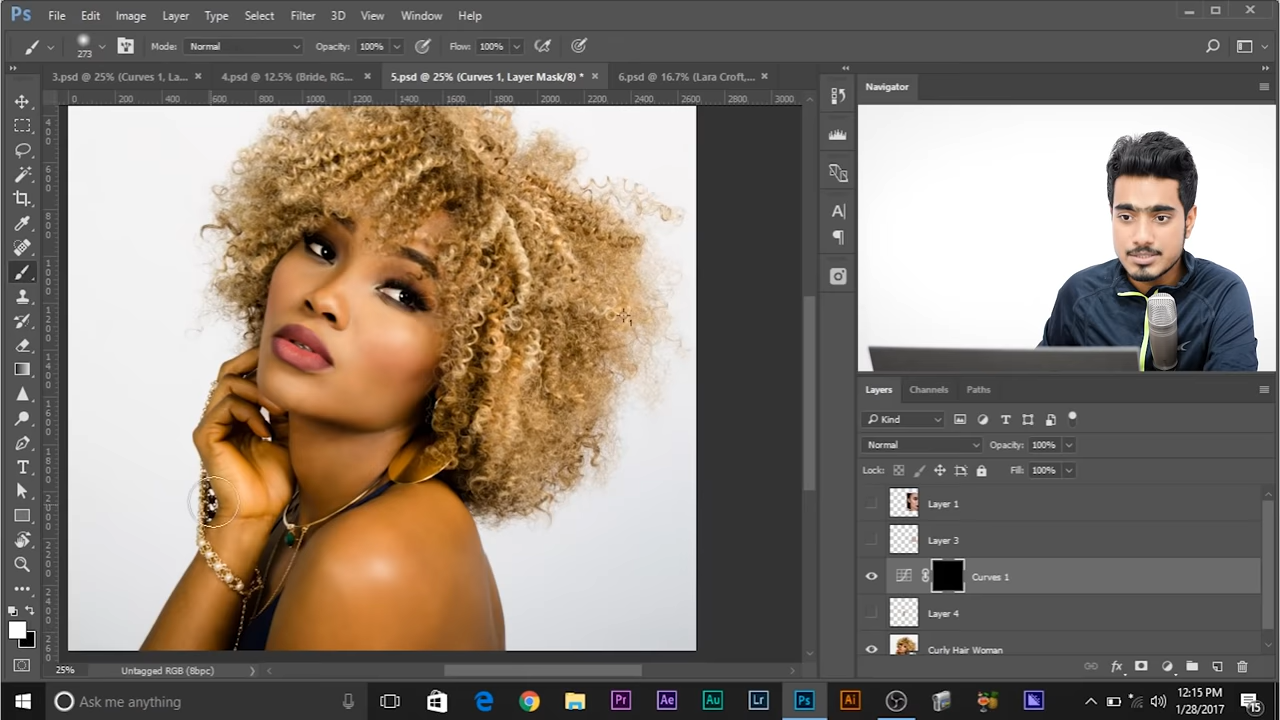 Ps File Edit Image Layer Type Select Filter 3D View Window Help
273 Mode: Normal Opacity: 100% Flow: 100%
3.psd @ 25% (Curves 1, La... × 4.psd @ 12.5% (Bride, RG... × 5.psd @ 25% (Curves 1, Layer Mask/8) * × 6.psd @ 16.7% (Lara Croft,... ×
0 200 400 600 800 1000 1200 1400 1600 1800 2000 2200 2400 2600 2800 3000
Navigator
Layers Channels Paths
Kind
Normal Opacity: 100%
Lock: Fill: 100%
Layer 1
Layer 3
Curves 1
Layer 4
Curly Hair Woman
25% Untagged RGB (8bpc)
Ask me anything
Pr Ae Au Lr Ps Ai
12:15 PM
1/28/2017
15